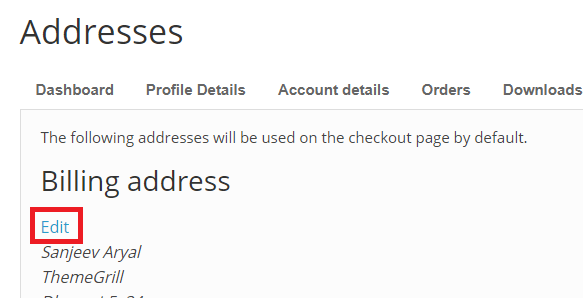 Addresses
Dashboard Profile Details Account details Orders Downloads
The following addresses will be used on the checkout page by default.
Billing address
Edit
Sanjeev Aryal
ThemeGrill